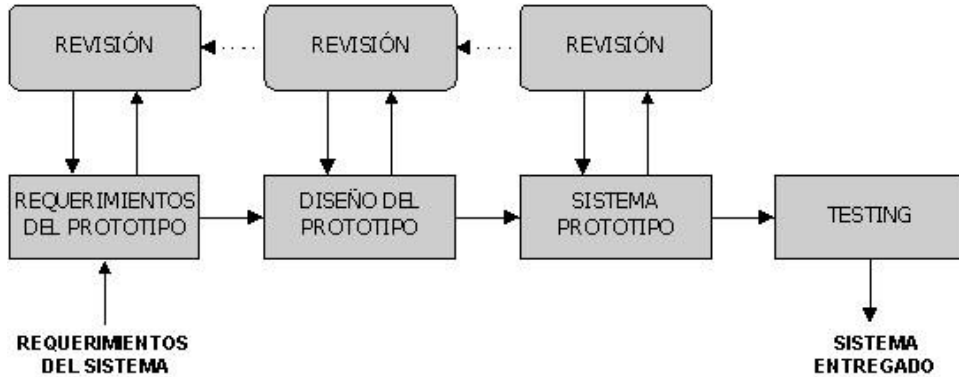 REVISIÓN
REVISIÓN
REVISIÓN
REQUERIMIENTOS
DEL PROTOTIPO
DISEÑO DEL
PROTOTIPO
SISTEMA
PROTOTIPO
TESTING
REQUERIMIENTOS
DEL SISTEMA
SISTEMA
ENTREGADO